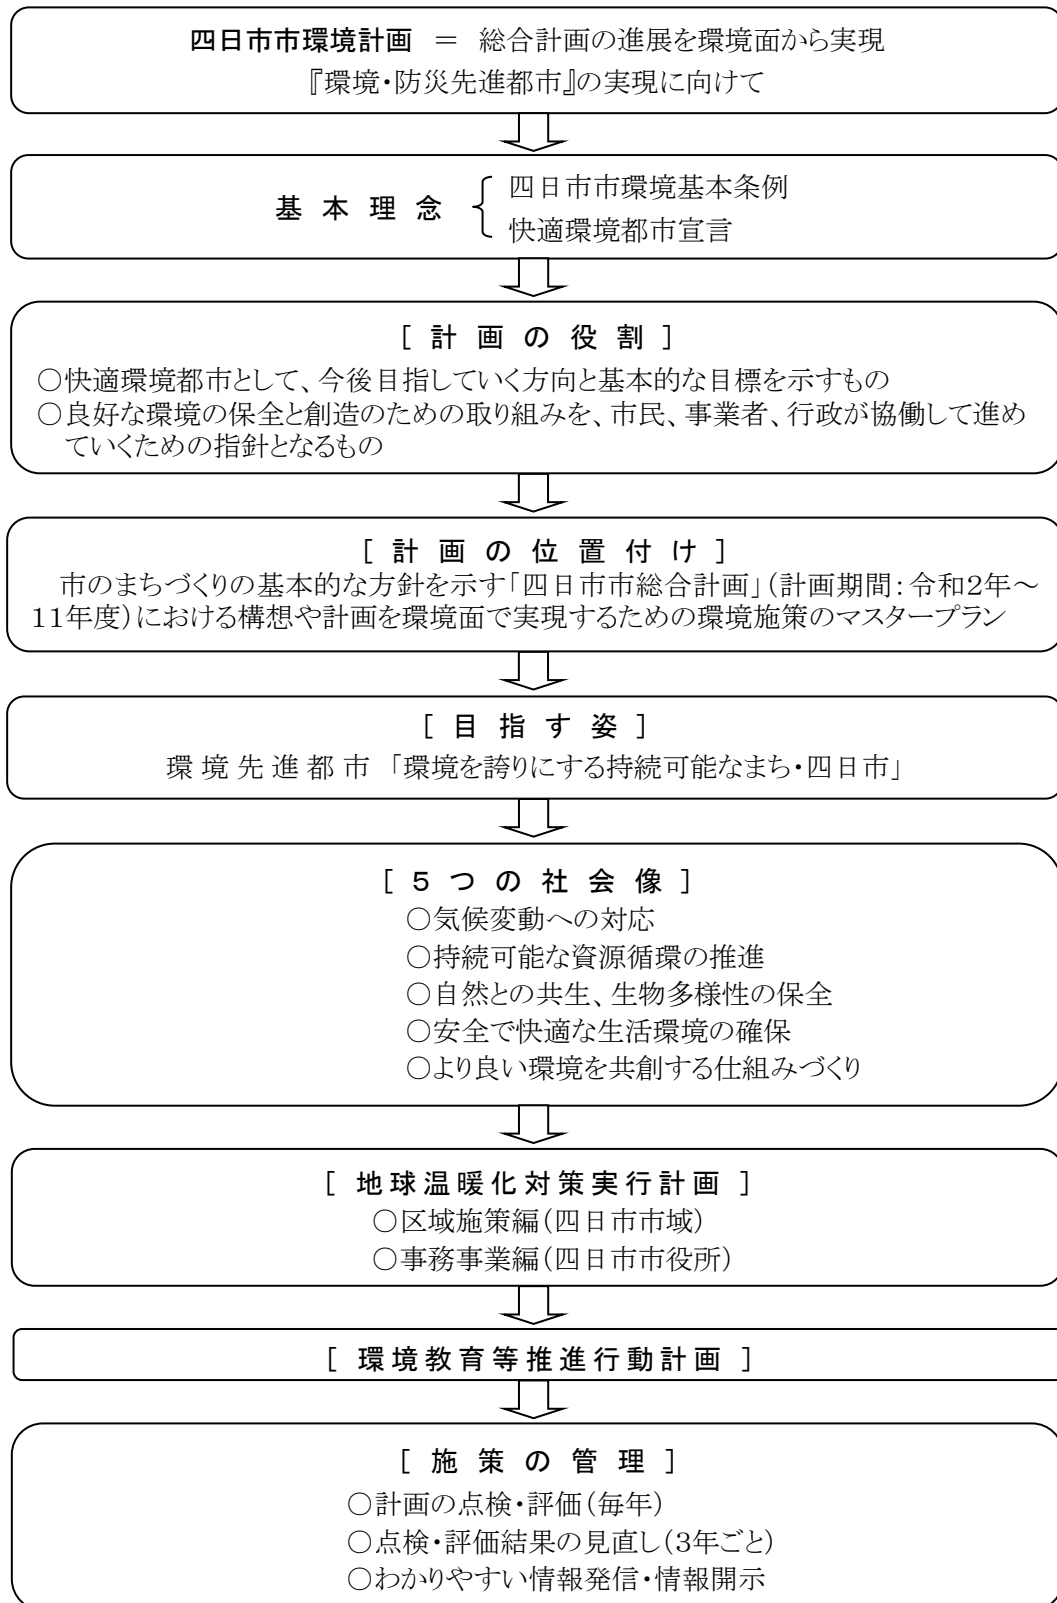 四日市市環境計画 ＝ 総合計画の進展を環境面から実現
『環境・防災先進都市』の実現に向けて
基本理念
四日市市環境基本条例
快適環境都市宣言
[計画の役割]
○快適環境都市として、今後目指していく方向と基本的な目標を示すもの
○良好な環境の保全と創造のための取り組みを、市民、事業者、行政が協働して進め
ていくための指針となるもの
[計画の位置付け]
市のまちづくりの基本的な方針を示す「四日市市総合計画」(計画期間:令和2年～
11年度)における構想や計画を環境面で実現するための環境施策のマスタープラン
[目指す姿]
環境先進都市 「環境を誇りにする持続可能なまち・四日市」
[5つの社会像]
○気候変動への対応
○持続可能な資源循環の推進
○自然との共生、生物多様性の保全
○安全で快適な生活環境の確保
○より良い環境を共創する仕組みづくり
[地球温暖化対策実行計画]
○区域施策編(四日市市域)
○事務事業編(四日市市役所)
[環境教育等推進行動計画]
[施策の管理]
○計画の点検・評価(毎年)
○点検・評価結果の見直し(3年ごと)
○わかりやすい情報発信・情報開示